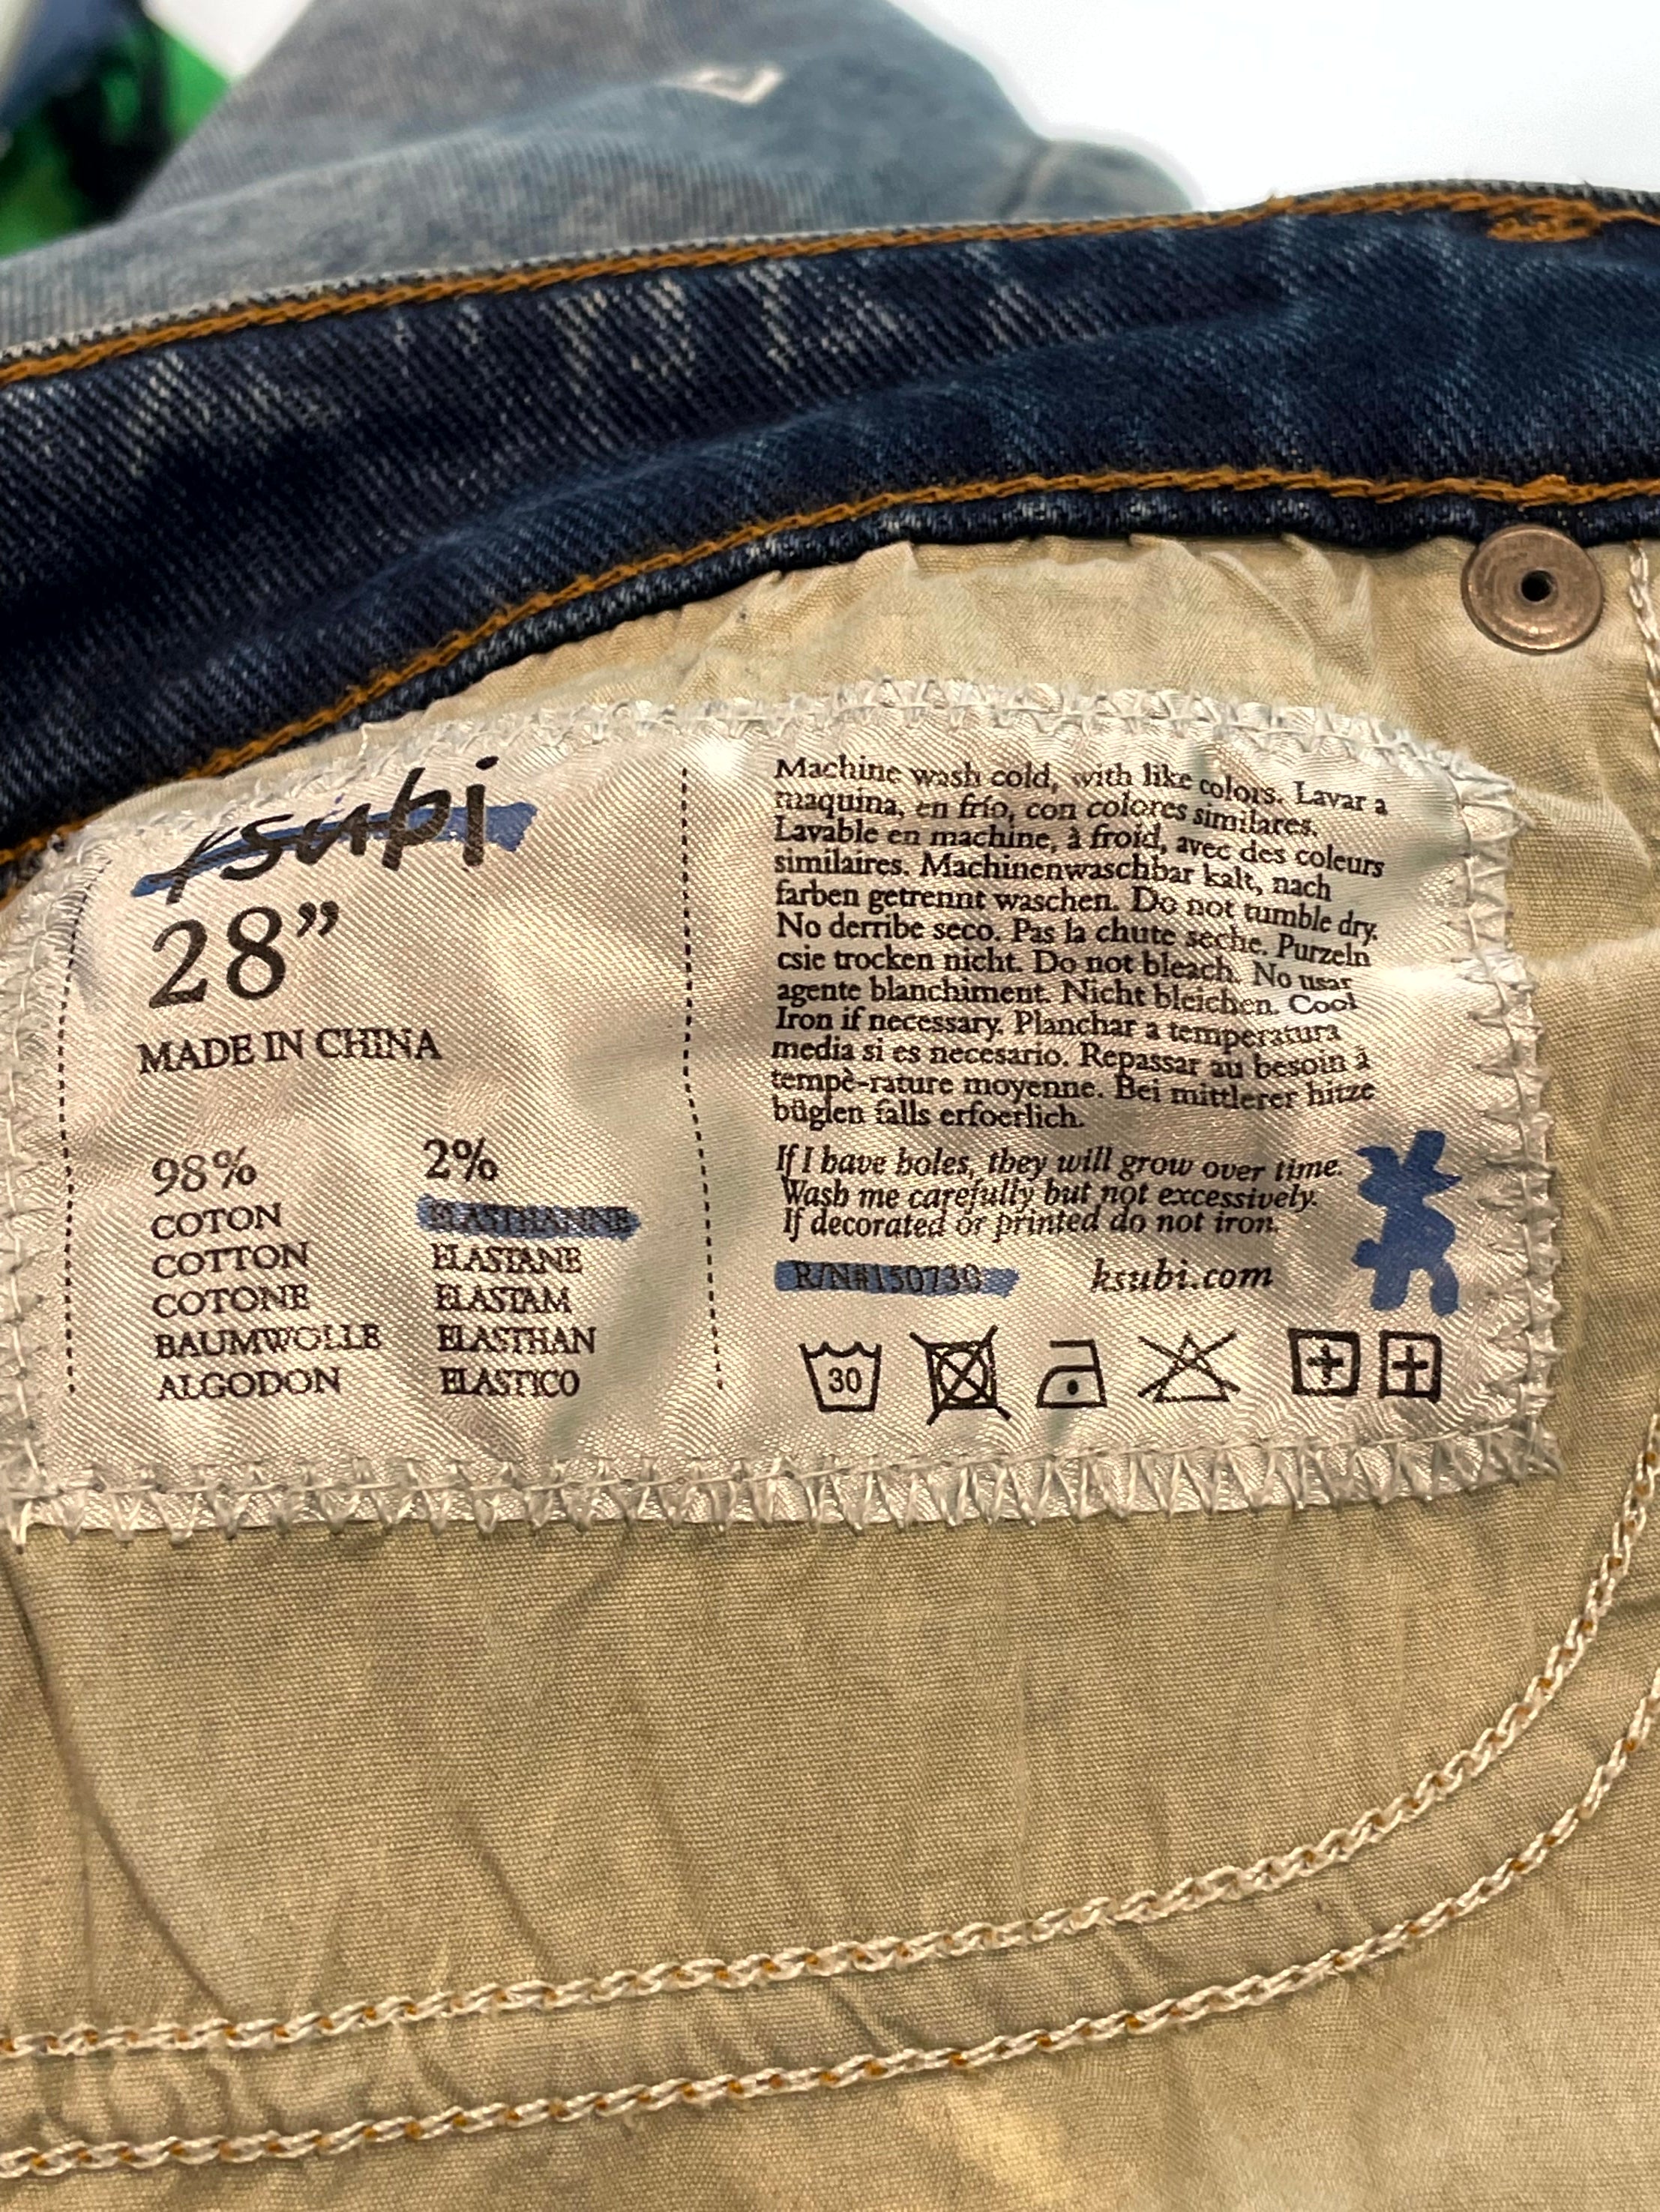 ksubi
28”
MADE IN CHINA
98%
COTON
COTTON
COTONE
BAUMWOLLE
ALGODON
2%
ELASTHANNE
ELASTANE
ELASTAM
ELASTHAN
ELASTICO
Machine wash cold, with like colors. Lavar a
maquina, en frío, con colores similares.
Lavable en machine, à froid, avec des coleurs
similaires. Machinenwaschbar kalt, nach
farben getrennt waschen. Do not tumble dry.
No derribe seco. Pas la chute seche. Purzeln
csie trocken nicht. Do not bleach. No usar
agente blanchiment. Nicht bleichen. Cool
Iron if necessary. Planchar a temperatura
media si es necesario. Repassar au besoin à
tempè-rature moyenne. Bei mittlerer hitze
büglen falls erfoerlich.
If I have holes, they will grow over time.
Wash me carefully but not excessively.
If decorated or printed do not iron.
R/N#150730 ksubi.com
30